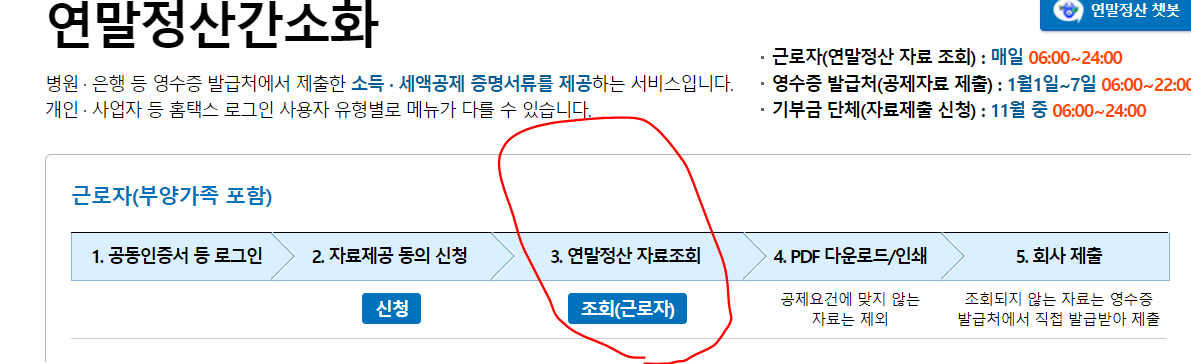 연말정산간소화
연말정산 챗봇
병원 · 은행 등 영수증 발급처에서 제출한 소득 · 세액공제 증명서류를 제공하는 서비스입니다.
개인 · 사업자 등 홈택스 로그인 사용자 유형별로 메뉴가 다를 수 있습니다.
· 근로자(연말정산 자료 조회) : 매일 06:00~24:00
· 영수증 발급처(공제자료 제출) : 1월1일~7일 06:00~22:00
· 기부금 단체(자료제출 신청) : 11월 중 06:00~24:00
근로자(부양가족 포함)
1. 공동인증서 등 로그인
2. 자료제공 동의 신청
신청
3. 연말정산 자료조회
조회(근로자)
4. PDF 다운로드/인쇄
공제요건에 맞지 않는
자료는 제외
5. 회사 제출
조회되지 않는 자료는 영수증
발급처에서 직접 발급받아 제출